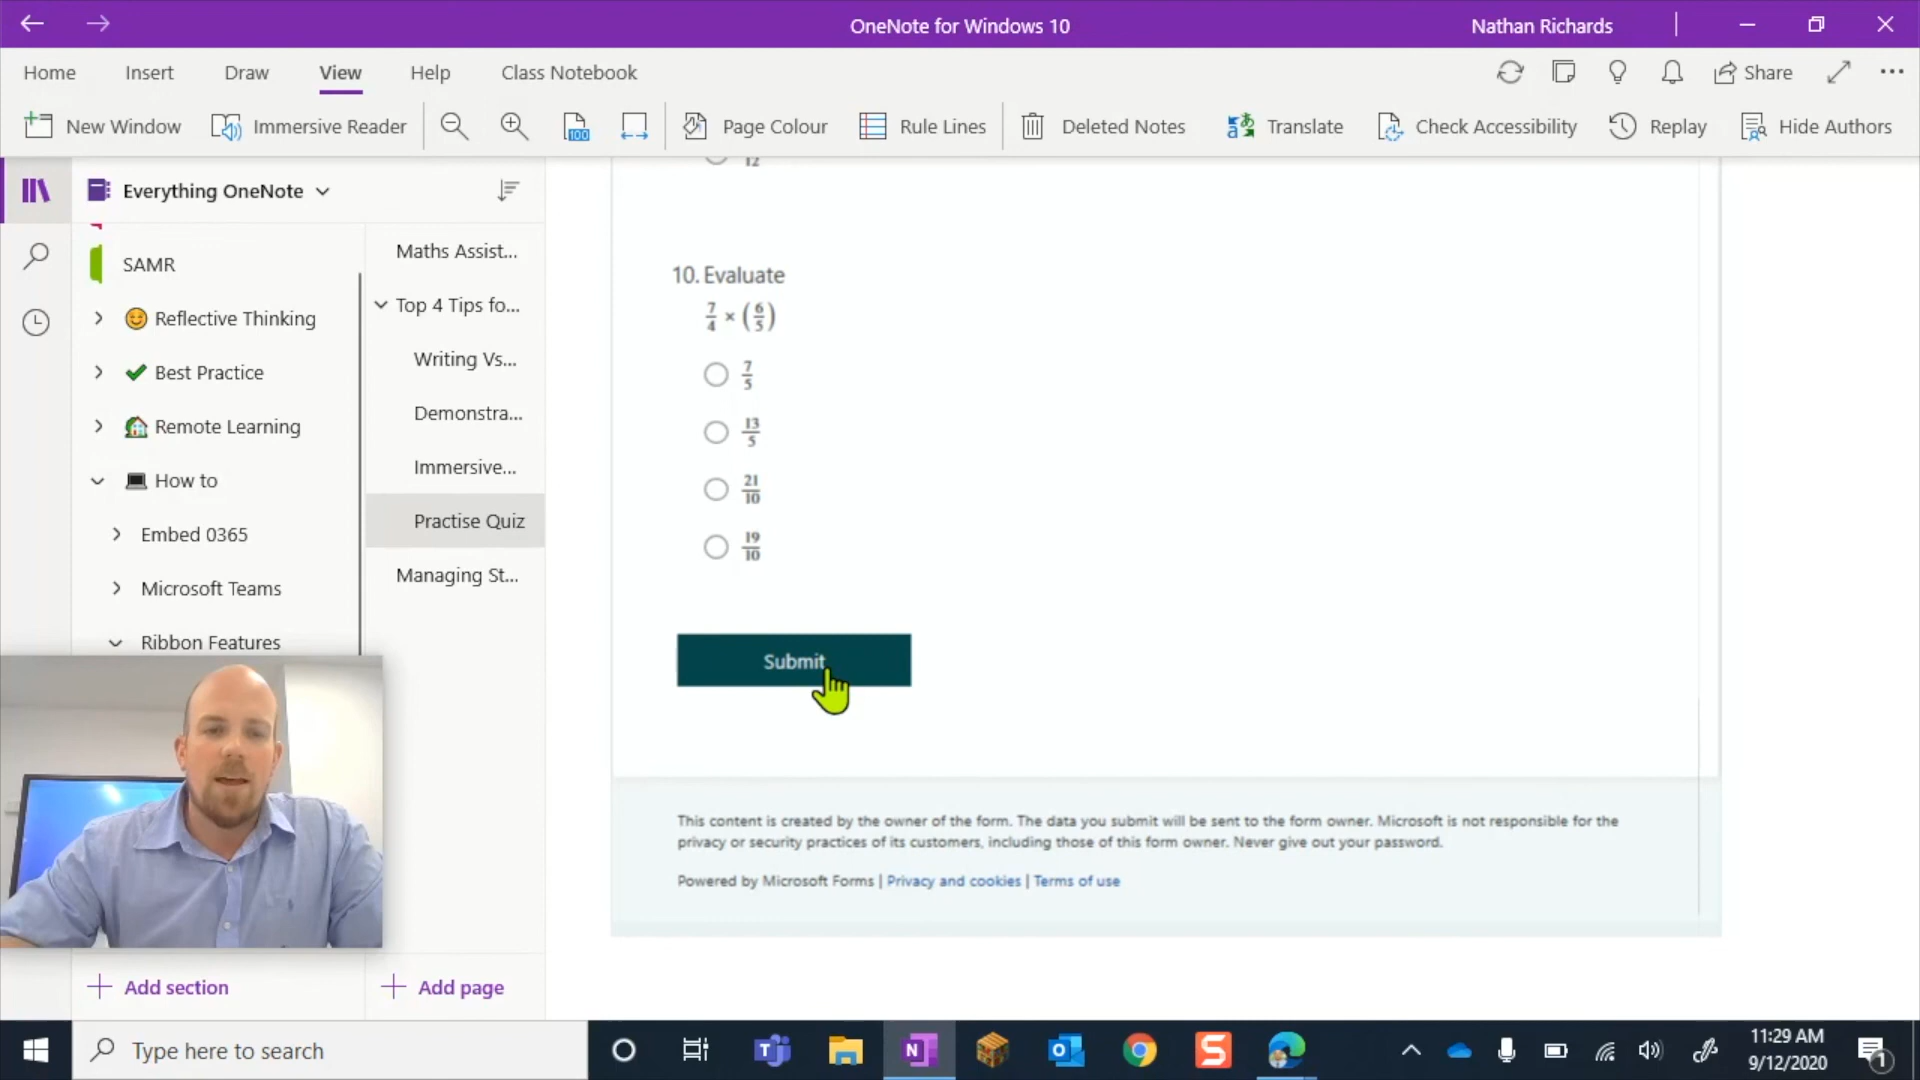 OneNote for Windows 10
Nathan Richards
Home Insert Draw View Help Class Notebook
Share
New Window Immersive Reader
100
Page Colour Rule Lines Deleted Notes Translate Check Accessibility Replay Hide Authors
Everything OneNote
SAMR
Reflective Thinking
Best Practice
Remote Learning
How to
Embed 0365
Microsoft Teams
Ribbon Features
Add section
Maths Assist...
Top 4 Tips fo...
Writing Vs...
Demonstra...
Immersive...
Practise Quiz
Managing St...
Add page
12
10. Evaluate
7/4 × (6/5)
7/5
13/5
21/10
19/10
Submit
This content is created by the owner of the form. The data you submit will be sent to the form owner. Microsoft is not responsible for the
privacy or security practices of its customers, including those of this form owner. Never give out your password.
Powered by Microsoft Forms | Privacy and cookies | Terms of use
Type here to search
11:29 AM
9/12/2020
1